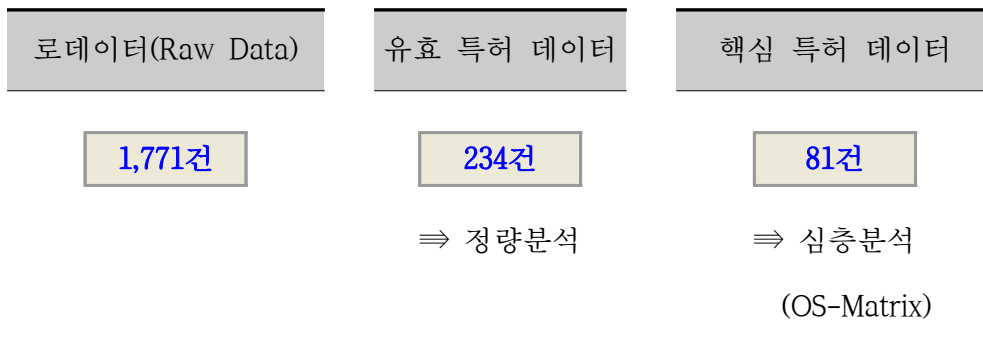 로데이터(Raw Data)
유효 특허 데이터
핵심 특허 데이터
1,771건
234건
81건
⇛ 정량분석
⇛ 심층분석
(OS-Matrix)